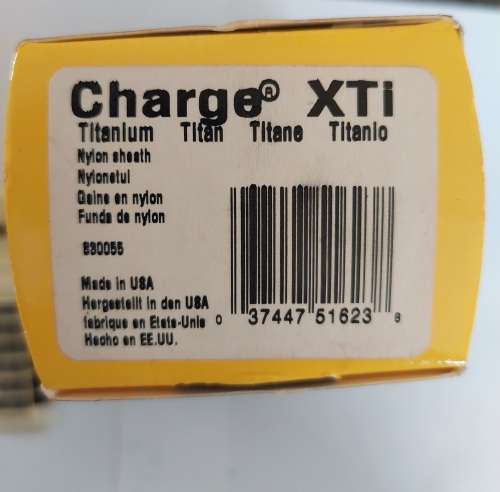 Charge® XTi
Titanium Titan Titane Titanio
Nylon sheath
Nylonetui
Gaine en nylon
Funda de nylon
830055
Made in USA
Hergestellt in den USA
fabrique en Etats-Unis
Hecho en EE.UU.
0 37447 51623 8